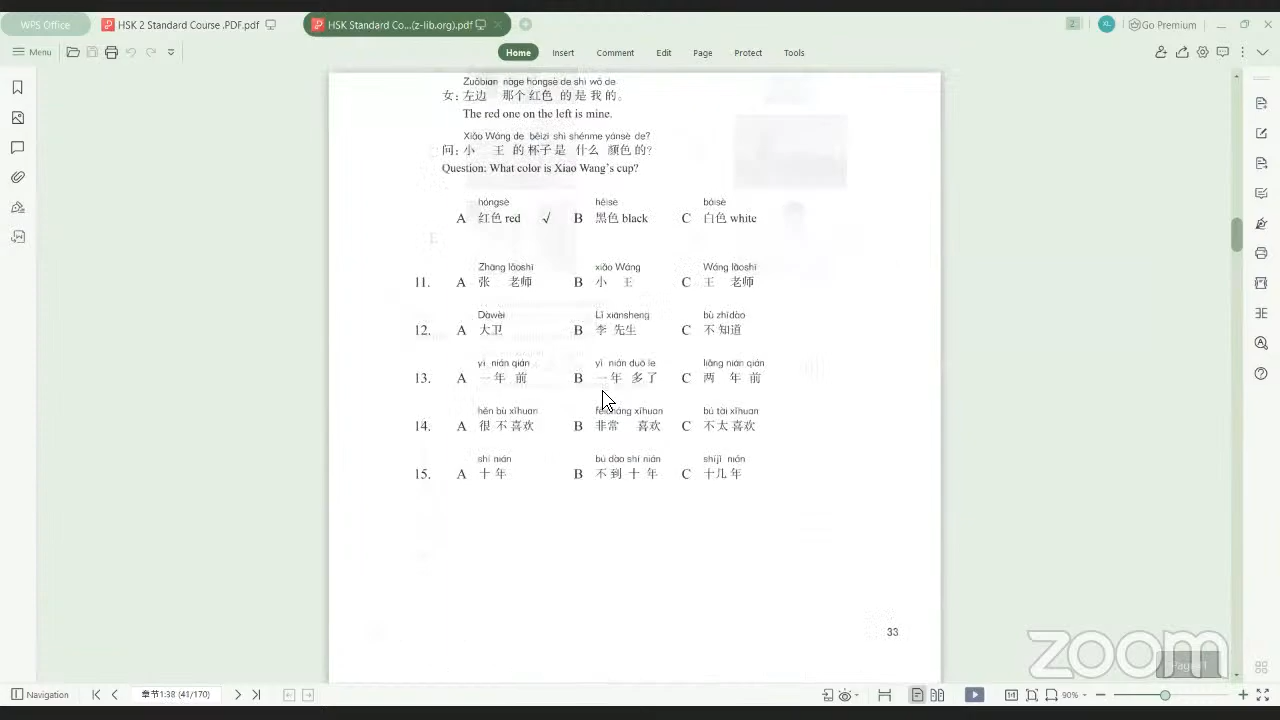 WPS Office HSK 2 Standard Course .PDF.pdf HSK Standard Co...(z-lib.org).pdf 2 XL Go Premium
Menu Home Insert Comment Edit Page Protect Tools
Zuǒbian nàge hóngsè de shì wǒ de.
女：左边 那个 红色 的 是 我 的。
The red one on the left is mine.
Xiǎo Wáng de bēizi shì shénme yánsè de?
问：小 王 的 杯子 是 什么 颜色 的？
Question: What color is Xiao Wang's cup?
hóngsè hēisè báisè
A 红色 red √ B 黑色 black C 白色 white
Zhāng lǎoshī xiǎo Wáng Wáng lǎoshī
11. A 张 老师 B 小 王 C 王 老师
Dàwèi Lǐ xiānsheng bù zhīdào
12. A 大卫 B 李 先生 C 不 知道
yì nián qián yì nián duō le liǎng nián qián
13. A 一 年 前 B 一 年 多 了 C 两 年 前
hěn bù xǐhuan xǐhuan bú tài xǐhuan
14. A 很 不 喜欢 B 非常 喜欢 C 不 太 喜欢
shí nián bú dào shí nián shíjǐ nián
15. A 十 年 B 不 到 十 年 C 十几 年
33
zoom
Navigation 章节1:38 (41/170) 90%